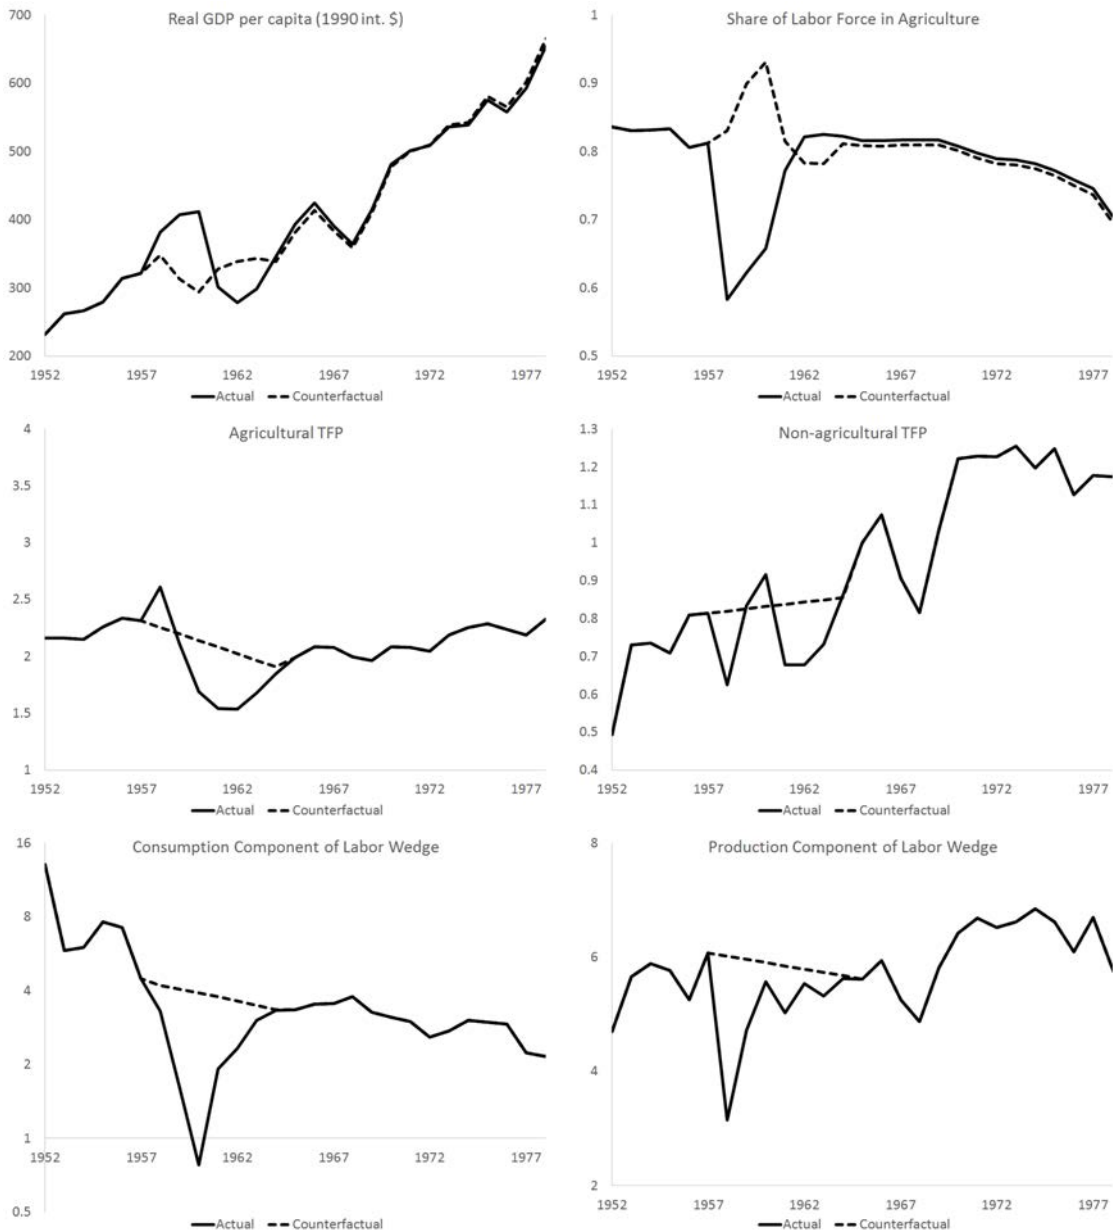 Real GDP per capita (1990 int. $)
700
600
500
400
300
200
1952 1957 1962 1967 1972 1977
Actual Counterfactual
Share of Labor Force in Agriculture
1
0.9
0.8
0.7
0.6
0.5
1952 1957 1962 1967 1972 1977
Actual Counterfactual
Agricultural TFP
4
3.5
3
2.5
2
1.5
1
1952 1957 1962 1967 1972 1977
Actual Counterfactual
Non-agricultural TFP
1.3
1.2
1.1
1
0.9
0.8
0.7
0.6
0.5
0.4
1952 1957 1962 1967 1972 1977
Actual Counterfactual
Consumption Component of Labor Wedge
16
8
4
2
1
1952 1957 1962 1967 1972 1977
0.5
Actual Counterfactual
Production Component of Labor Wedge
8
6
4
2
1952 1957 1962 1967 1972 1977
Actual Counterfactual